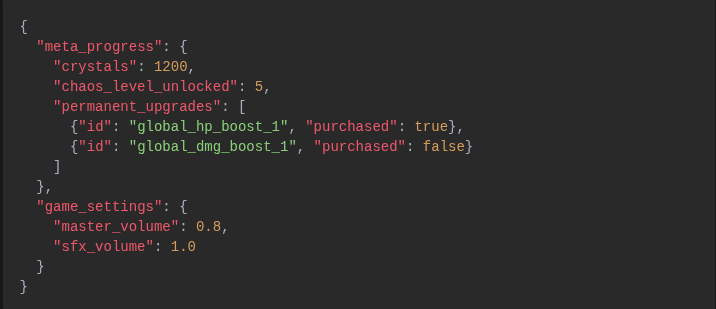 {
  "meta_progress": {
    "crystals": 1200,
    "chaos_level_unlocked": 5,
    "permanent_upgrades": [
      {"id": "global_hp_boost_1", "purchased": true},
      {"id": "global_dmg_boost_1", "purchased": false}
    ]
  },
  "game_settings": {
    "master_volume": 0.8,
    "sfx_volume": 1.0
  }
}